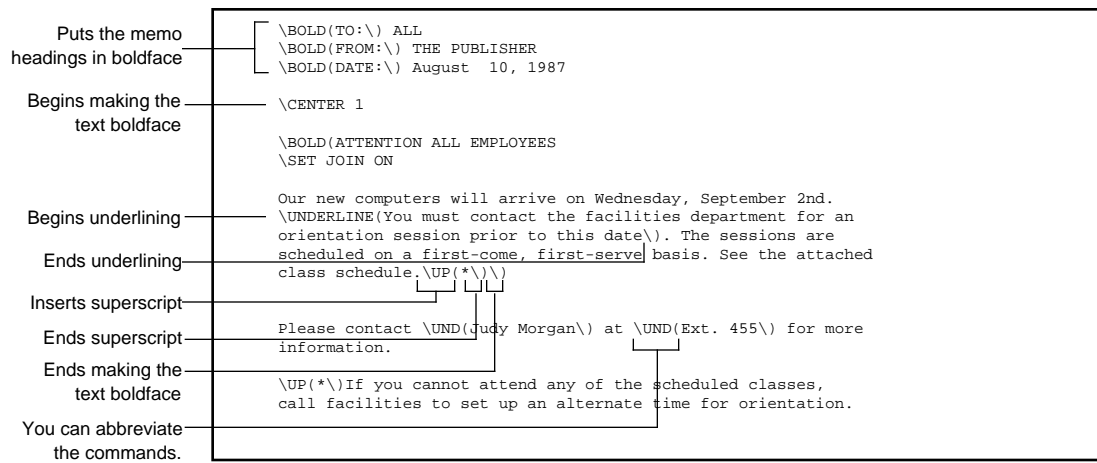 Puts the memo
headings in boldface
\BOLD(TO:\) ALL
\BOLD(FROM:\) THE PUBLISHER
\BOLD(DATE:\) August  10, 1987
Begins making the
text boldface
\CENTER 1
\BOLD(ATTENTION ALL EMPLOYEES
\SET JOIN ON
Our new computers will arrive on Wednesday, September 2nd.
Begins underlining
\UNDERLINE(You must contact the facilities department for an
orientation session prior to this date\). The sessions are
Ends underlining
scheduled on a first-come, first-serve basis. See the attached
class schedule.\UP(*\)\)
Inserts superscript
Ends superscript
Please contact \UND(Judy Morgan\) at \UND(Ext. 455\) for more
information.
Ends making the
text boldface
\UP(*\)If you cannot attend any of the scheduled classes,
call facilities to set up an alternate time for orientation.
You can abbreviate
the commands.